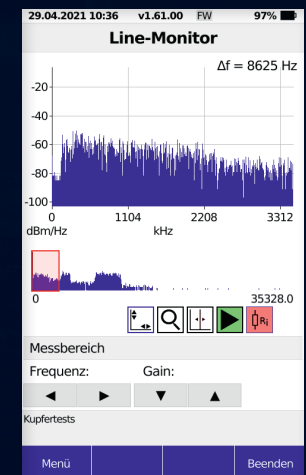 29.04.2021 10:36 v1.61.00 FW 97%
Line-Monitor
Δf = 8625 Hz
-20
-40
-60
-80
-100
0 1104 2208 3312
dBm/Hz kHz
0 35328.0
Ri
Messbereich
Frequenz: Gain:
Kupfertests
Menü Beenden